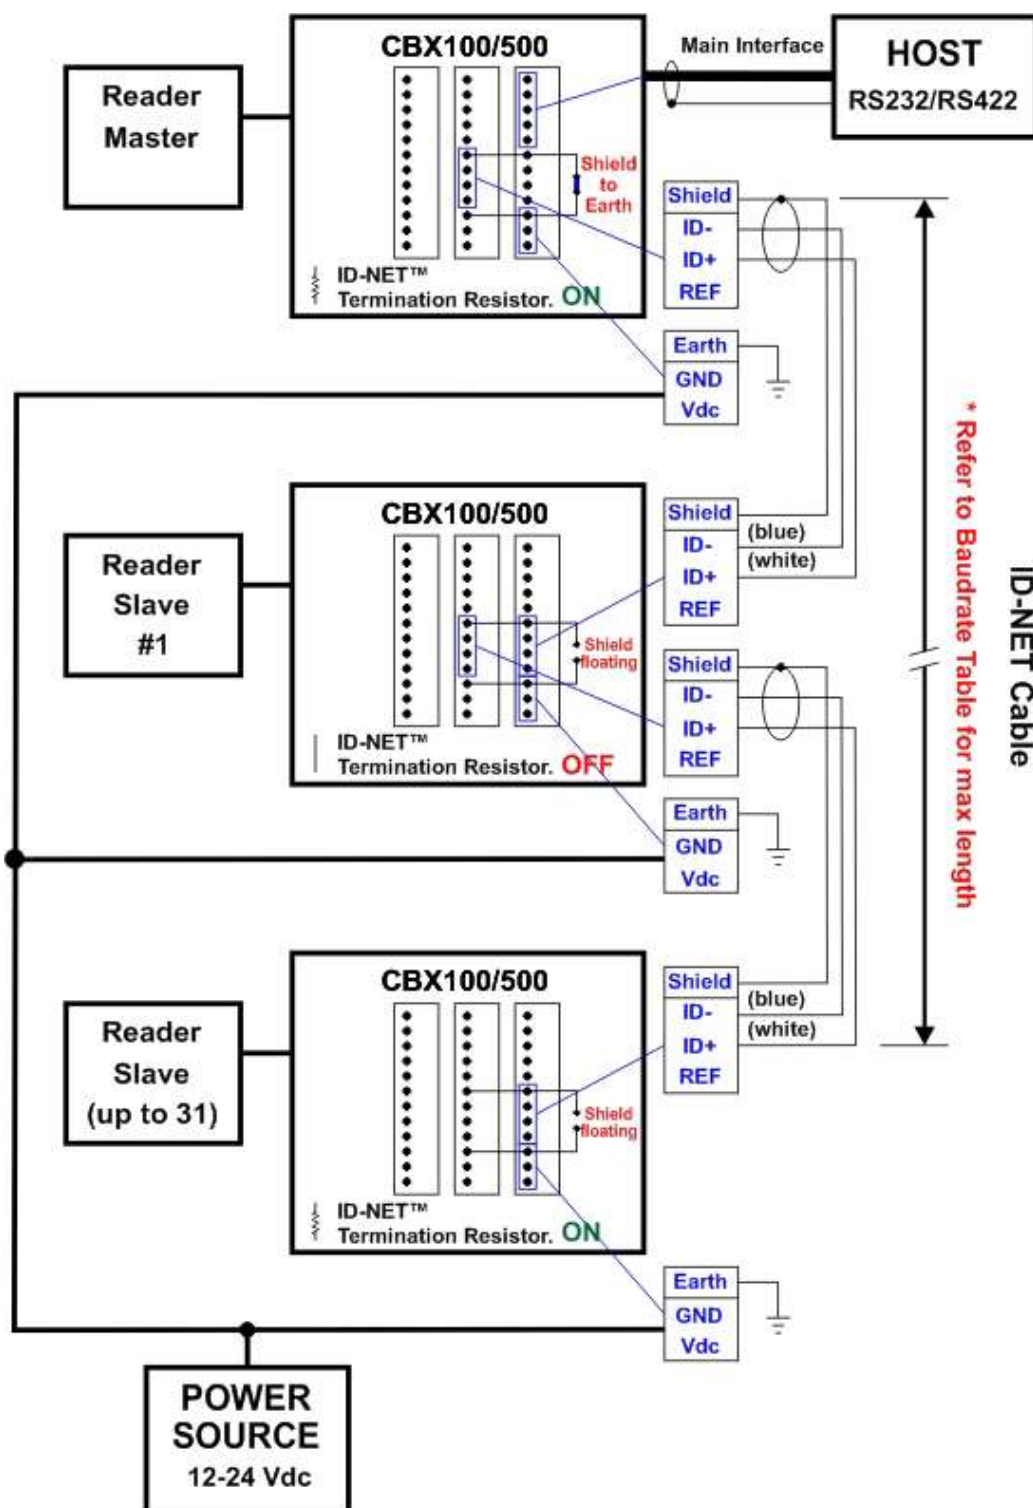 CBX100/500
Main Interface
HOST
RS232/RS422
Reader
Master
Shield
to
Earth
ID-NET™
Termination Resistor. ON
Shield
ID-
ID+
REF
Earth
GND
Vdc
CBX100/500
Reader
Slave
#1
Shield
floating
ID-NET™
Termination Resistor. OFF
Shield
(blue)
ID-
(white)
ID+
REF
Shield
ID-
ID+
REF
Earth
GND
Vdc
CBX100/500
Reader
Slave
(up to 31)
Shield
floating
ID-NET™
Termination Resistor. ON
Shield
(blue)
ID-
(white)
ID+
REF
Earth
GND
Vdc
ID-NET Cable
* Refer to Baudrate Table for max length
POWER
SOURCE
12-24 Vdc